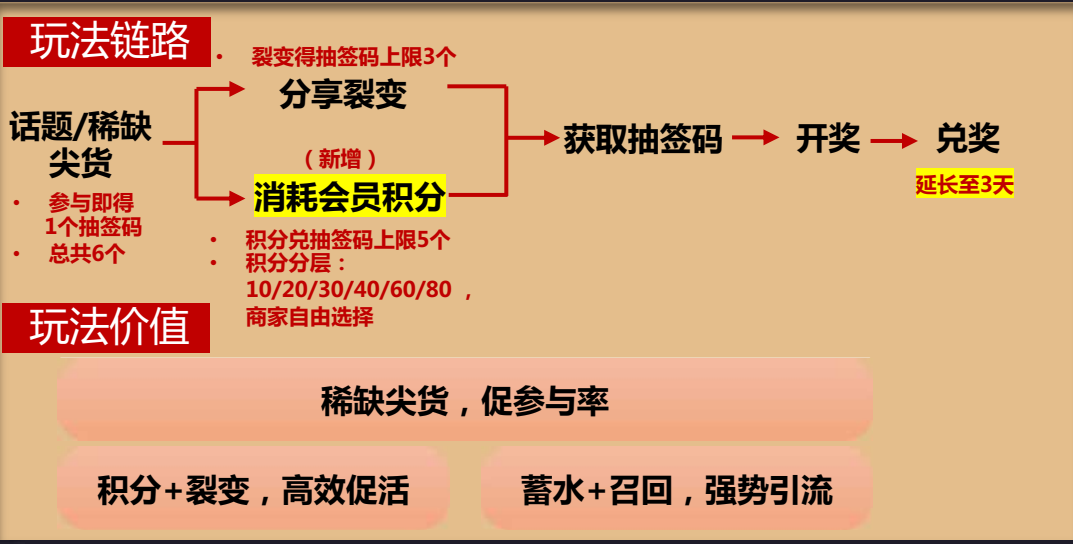 玩法链路
• 裂变得抽签码上限3个
分享裂变
话题/稀缺
尖货
• 参与即得
1个抽签码
• 总共6个
（新增）
消耗会员积分
• 积分兑抽签码上限5个
• 积分分层：
10/20/30/40/60/80 ，
商家自由选择
获取抽签码
开奖
兑奖
延长至3天
玩法价值
稀缺尖货，促参与率
积分+裂变，高效促活
蓄水+召回，强势引流